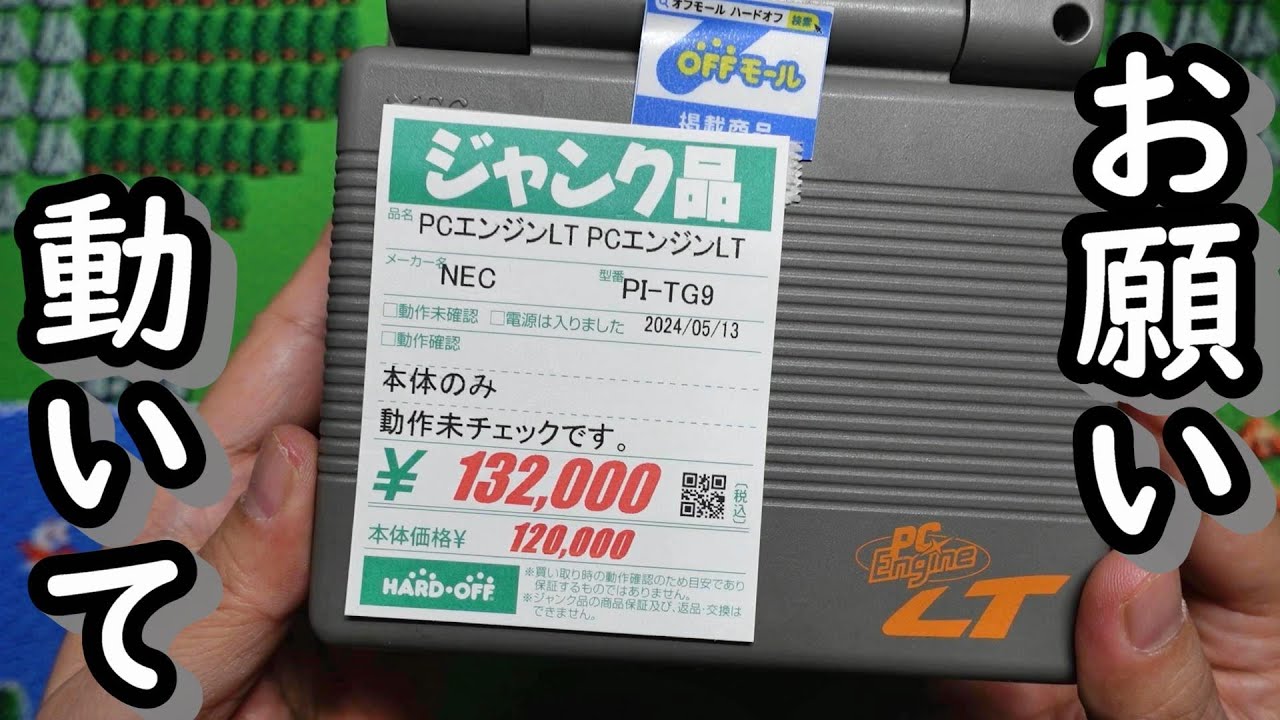 お願い
動いて
オフモール ハードオフ 検索
OFFモール
掲載商品
ジャンク品
品名 PCエンジンLT PCエンジンLT
メーカー名 NEC 型番 PI-TG9
□動作未確認 □電源は入りました 2024/05/13
□動作確認
本体のみ
動作未チェックです。
¥ 132,000 (税込)
本体価格¥ 120,000
HARD・OFF
※買い取り時の動作確認のため目安であり
保証するものではありません。
※ジャンク品の商品保証及び、返品・交換は
できません。
PC
Engine
LT